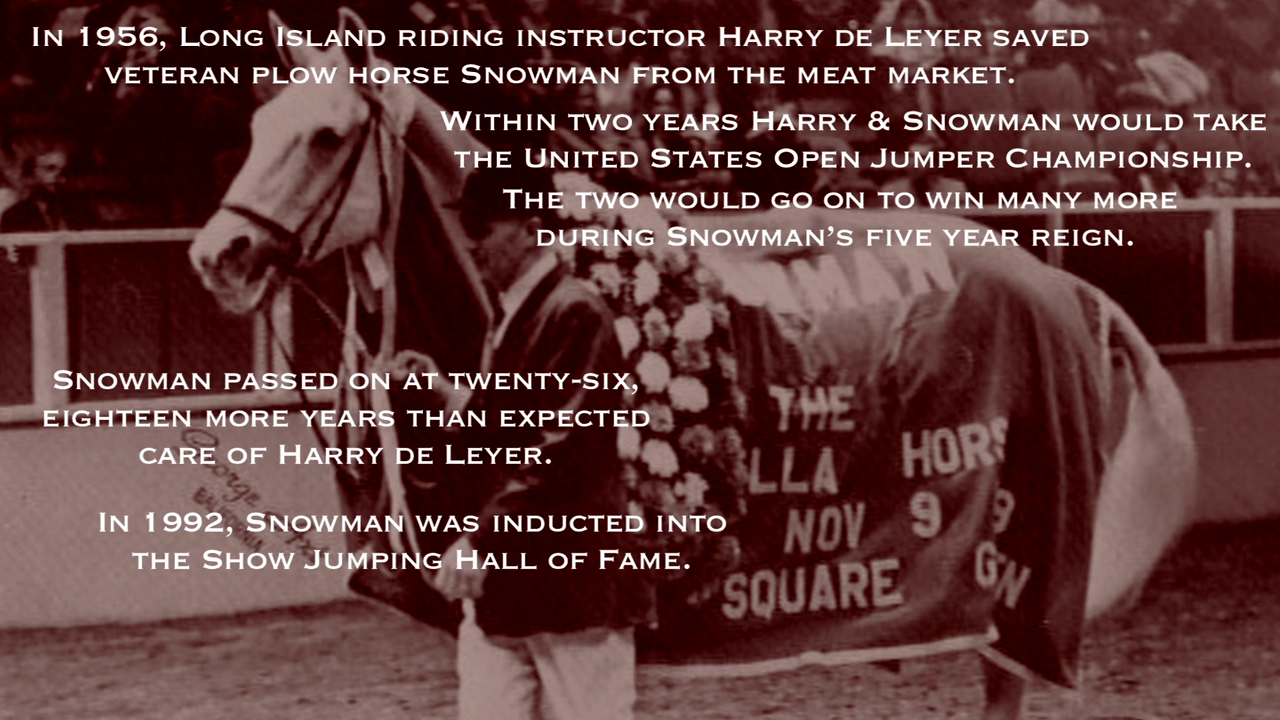 In 1956, Long Island riding instructor Harry de Leyer saved
veteran plow horse Snowman from the meat market.
Within two years Harry & Snowman would take
the United States Open Jumper Championship.
The two would go on to win many more
during Snowman's five year reign.
Snowman passed on at twenty-six,
eighteen more years than expected
care of Harry de Leyer.
In 1992, Snowman was inducted into
the Show Jumping Hall of Fame.
MAN
THE
LLA HORS
NOV 9 9
SQUARE G'N
George